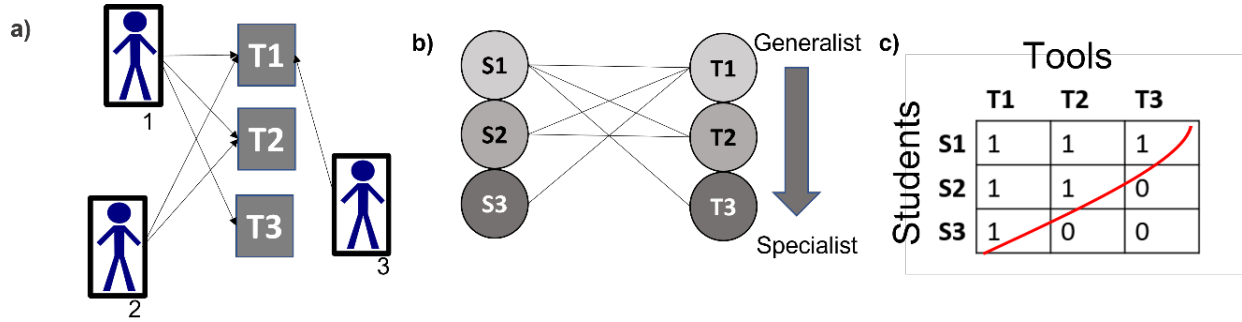 a)
T1
T2
T3
1
2
3
b)
S1
S2
S3
T1
T2
T3
Generalist
Specialist
c)
Tools
Students
T1 T2 T3
S1 1 1 1
S2 1 1 0
S3 1 0 0